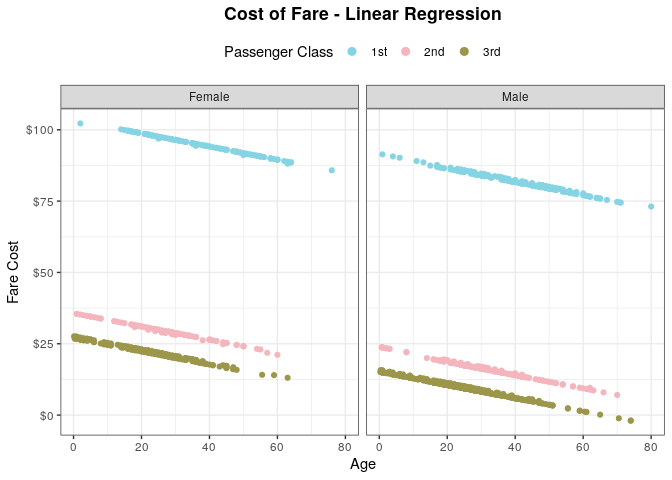 Cost of Fare - Linear Regression
Passenger Class 1st 2nd 3rd
Female Male
$100
$75
$50
$25
$0
Fare Cost
0 20 40 60 80 0 20 40 60 80
Age